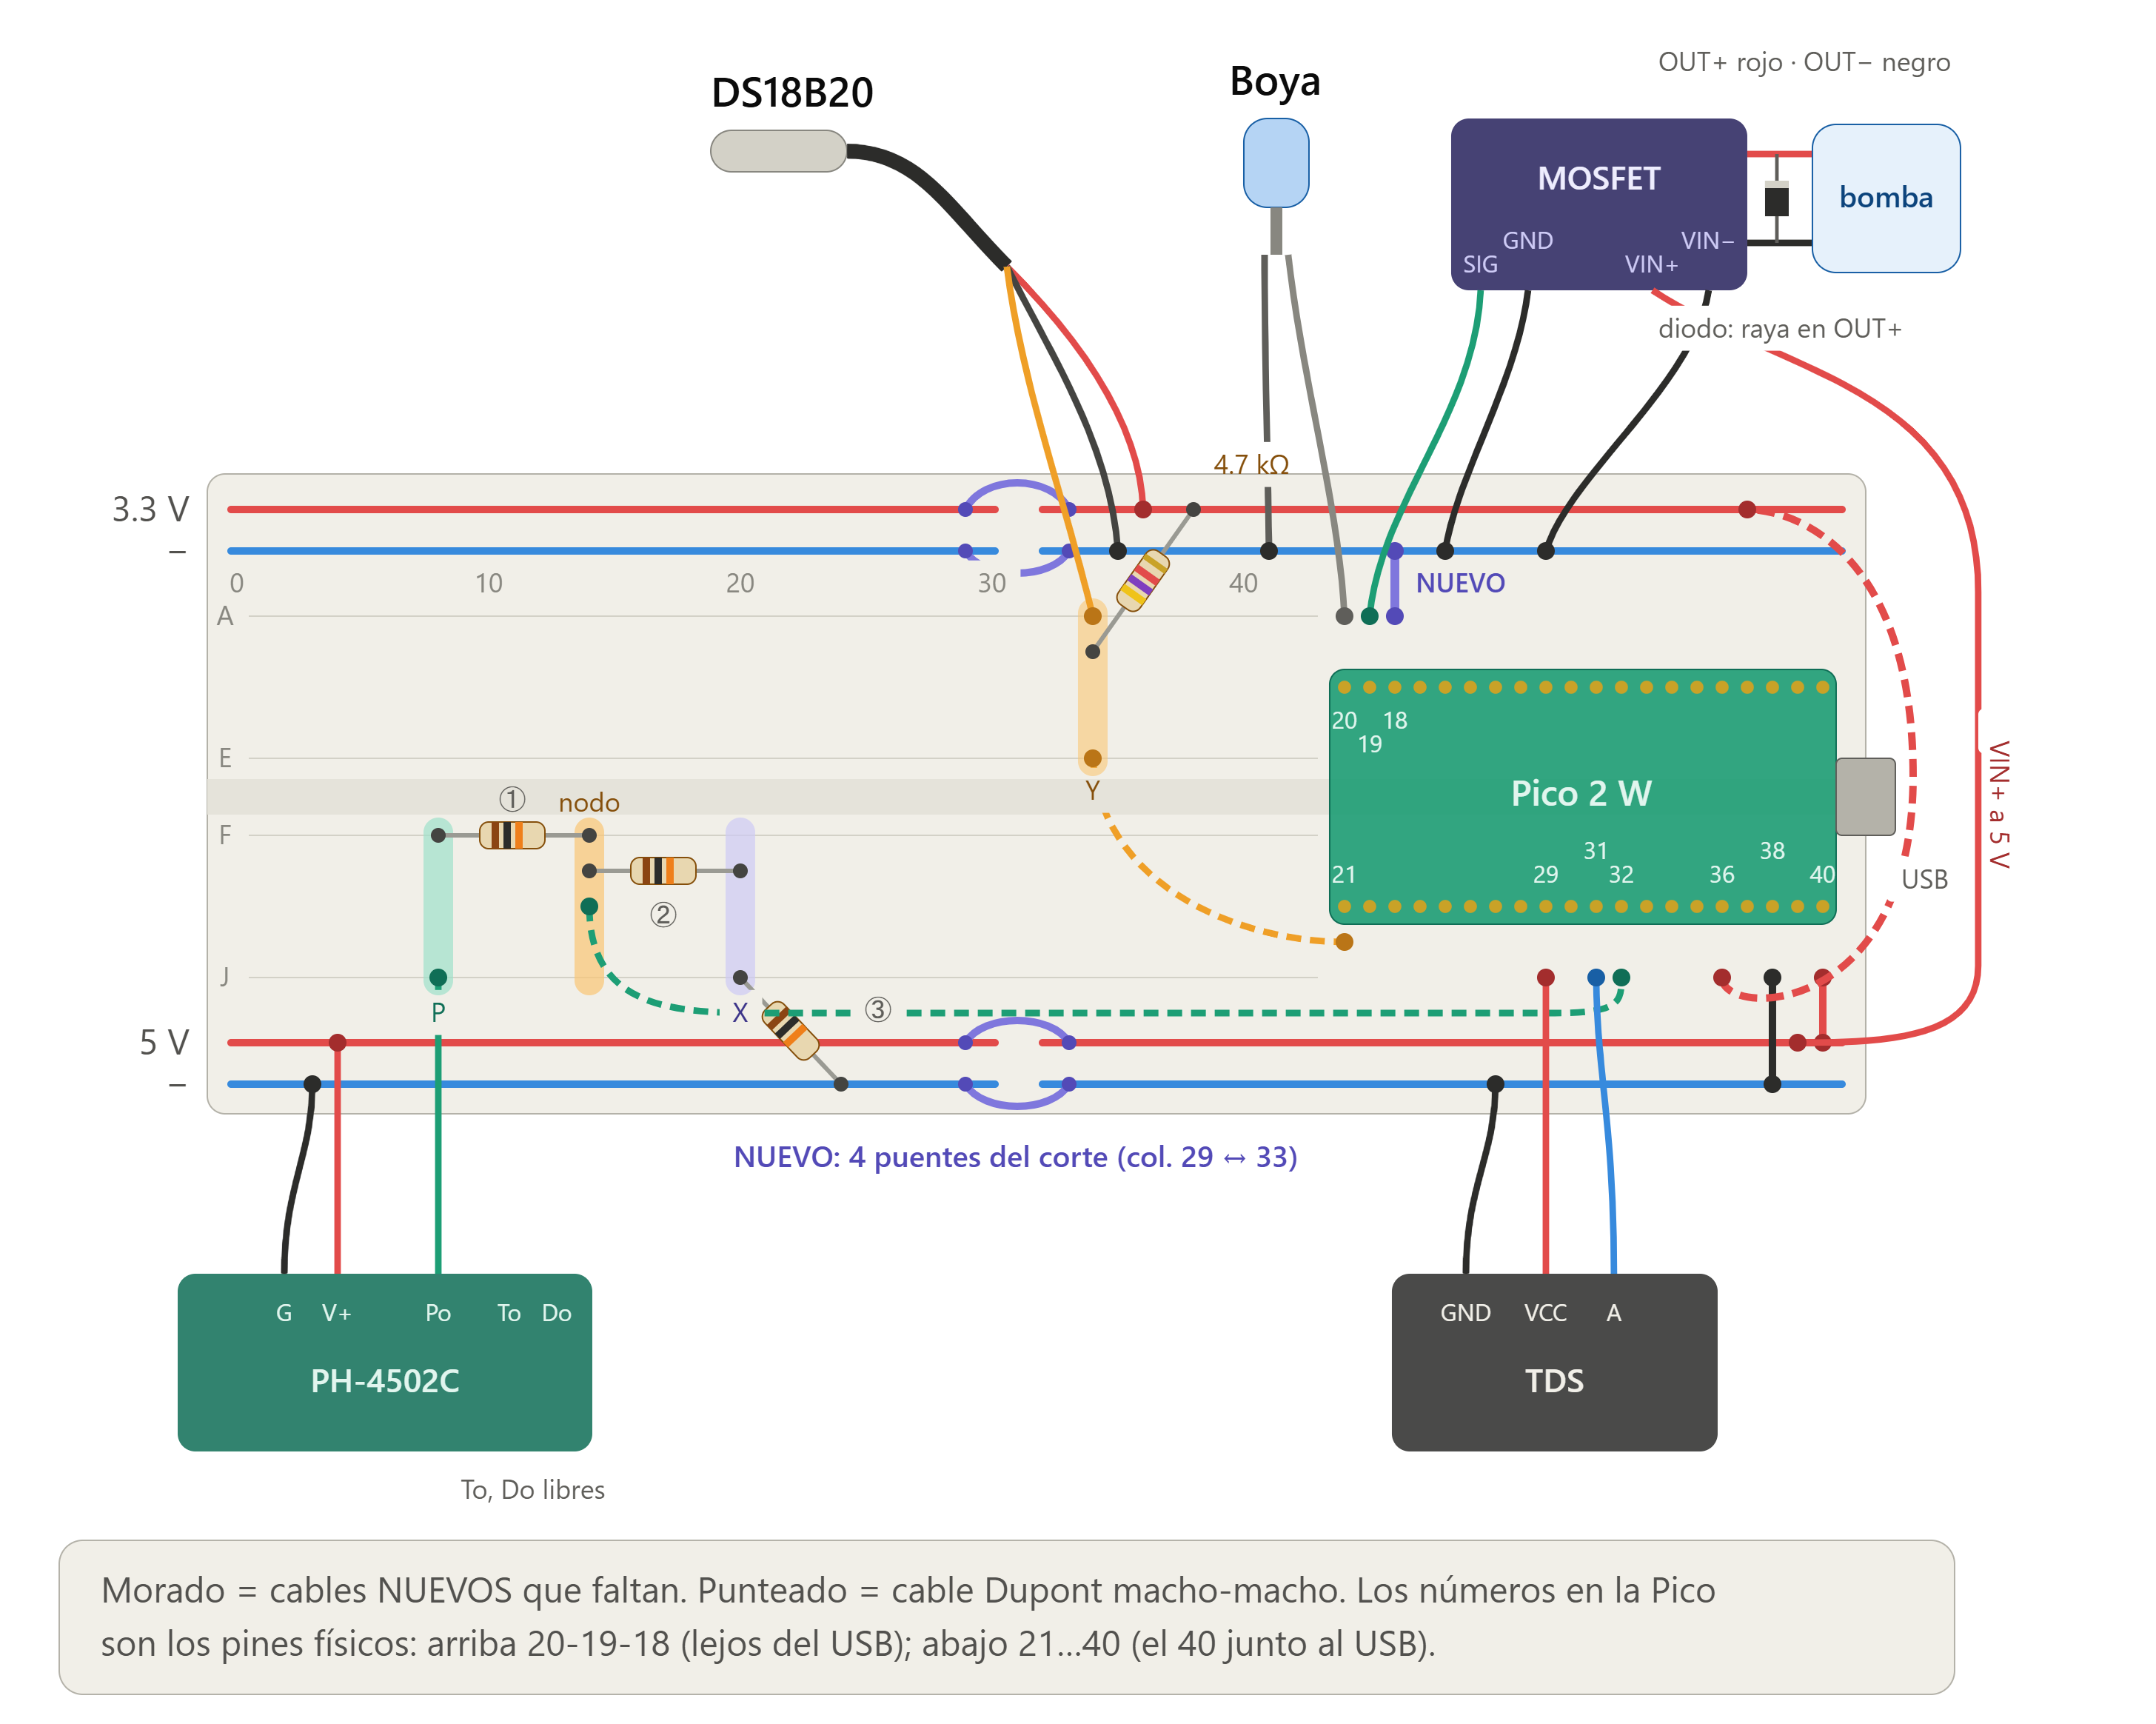 OUT+ rojo · OUT− negro
DS18B20
Boya
MOSFET
GND
VIN−
SIG
VIN+
bomba
diodo: raya en OUT+
4.7 kΩ
3.3 V
−
0
10
20
30
40
NUEVO
A
20
18
19
E
Pico 2 W
Y
VIN+ a 5 V
①
nodo
F
31
38
21
29
32
36
40
USB
②
J
P
X
③
5 V
−
NUEVO: 4 puentes del corte (col. 29 ↔ 33)
G
V+
Po
To
Do
PH-4502C
GND
VCC
A
TDS
To, Do libres
Morado = cables NUEVOS que faltan. Punteado = cable Dupont macho-macho. Los números en la Pico
son los pines físicos: arriba 20-19-18 (lejos del USB); abajo 21…40 (el 40 junto al USB).